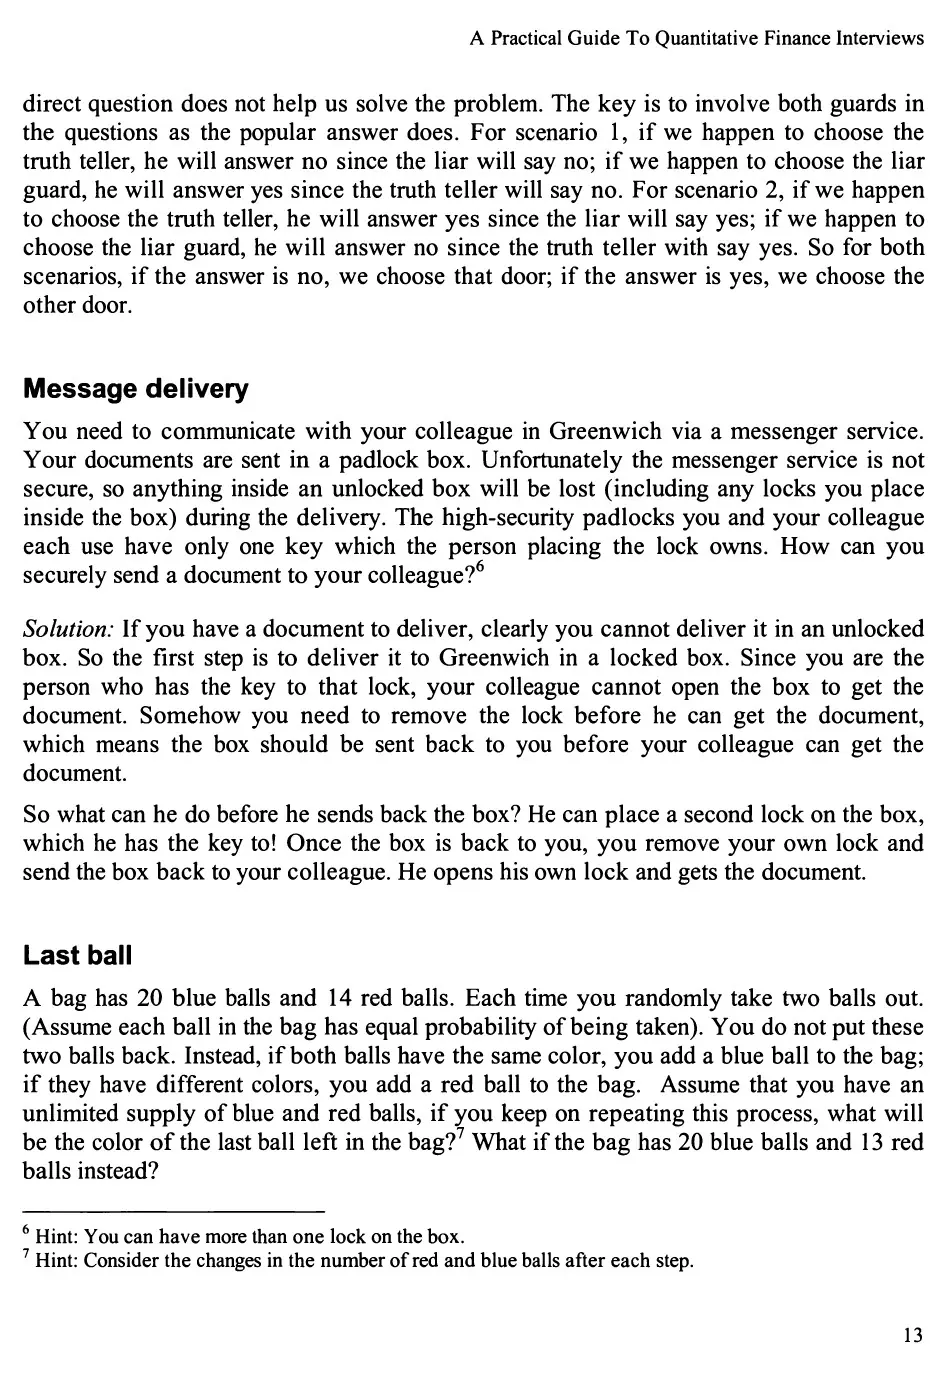 A Practical Guide To Quantitative Finance Interviews
direct question does not help us solve the problem. The key is to involve both guards in
the questions as the popular answer does. For scenario 1, if we happen to choose the
truth teller, he will answer no since the liar will say no; if we happen to choose the liar
guard, he will answer yes since the truth teller will say no. For scenario 2, if we happen
to choose the truth teller, he will answer yes since the liar will say yes; if we happen to
choose the liar guard, he will answer no since the truth teller with say yes. So for both
scenarios, if the answer is no, we choose that door; if the answer is yes, we choose the
other door.
Message delivery
You need to communicate with your colleague in Greenwich via a messenger service.
Your documents are sent in a padlock box. Unfortunately the messenger service is not
secure, so anything inside an unlocked box will be lost (including any locks you place
inside the box) during the delivery. The high-security padlocks you and your colleague
each use have only one key which the person placing the lock owns. How can you
securely send a document to your colleague?⁶
Solution: If you have a document to deliver, clearly you cannot deliver it in an unlocked
box. So the first step is to deliver it to Greenwich in a locked box. Since you are the
person who has the key to that lock, your colleague cannot open the box to get the
document. Somehow you need to remove the lock before he can get the document,
which means the box should be sent back to you before your colleague can get the
document.
So what can he do before he sends back the box? He can place a second lock on the box,
which he has the key to! Once the box is back to you, you remove your own lock and
send the box back to your colleague. He opens his own lock and gets the document.
Last ball
A bag has 20 blue balls and 14 red balls. Each time you randomly take two balls out.
(Assume each ball in the bag has equal probability of being taken). You do not put these
two balls back. Instead, if both balls have the same color, you add a blue ball to the bag;
if they have different colors, you add a red ball to the bag. Assume that you have an
unlimited supply of blue and red balls, if you keep on repeating this process, what will
be the color of the last ball left in the bag?⁷ What if the bag has 20 blue balls and 13 red
balls instead?
⁶ Hint: You can have more than one lock on the box.
⁷ Hint: Consider the changes in the number of red and blue balls after each step.
13